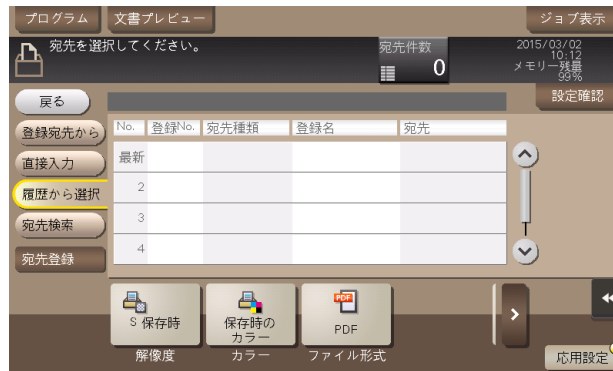 プログラム
文書プレビュー
ジョブ表示
宛先を選択してください。
宛先件数
0
2015/03/02
10:12
メモリー残量
99%
戻る
設定確認
登録宛先から
No.
登録No.
宛先種類
登録名
宛先
直接入力
最新
履歴から選択
2
宛先検索
3
宛先登録
4
S 保存時
保存時の
カラー
PDF
PDF
解像度
カラー
ファイル形式
応用設定